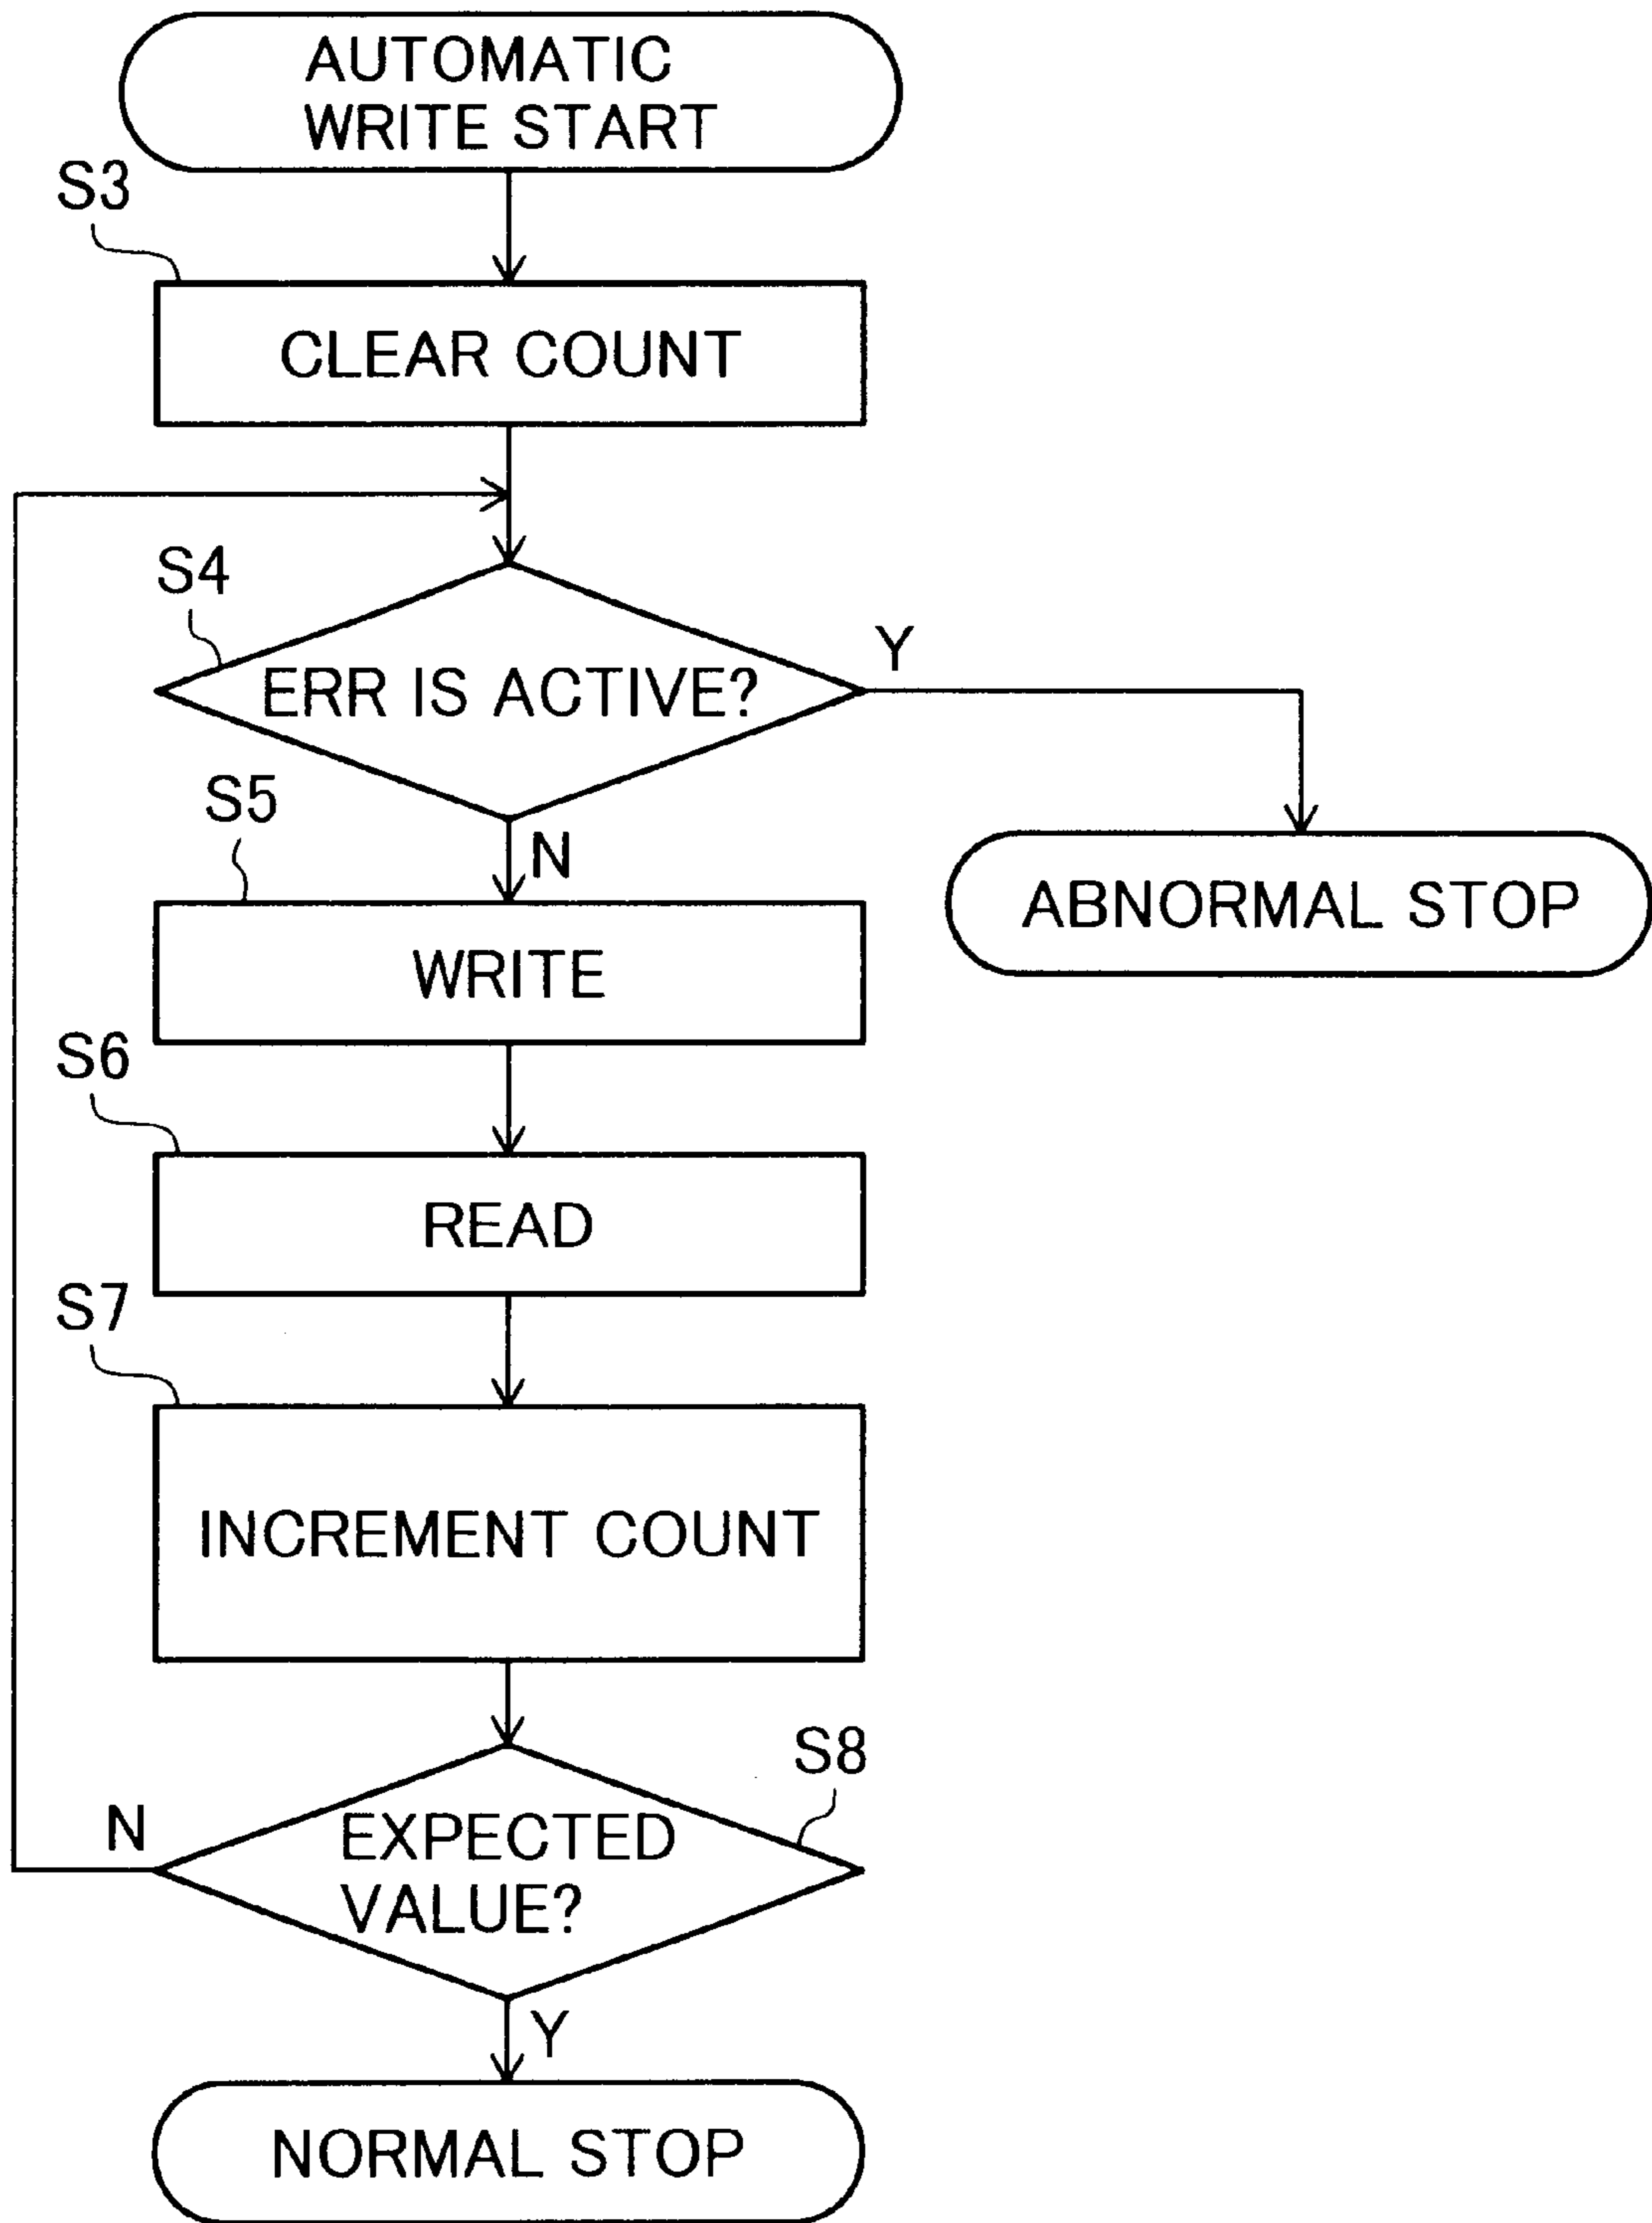 AUTOMATIC
WRITE START
S3
CLEAR COUNT
S4
ERR IS ACTIVE?
Y
S5
N
ABNORMAL STOP
WRITE
S6
READ
S7
INCREMENT COUNT
S8
N
EXPECTED
VALUE?
Y
NORMAL STOP